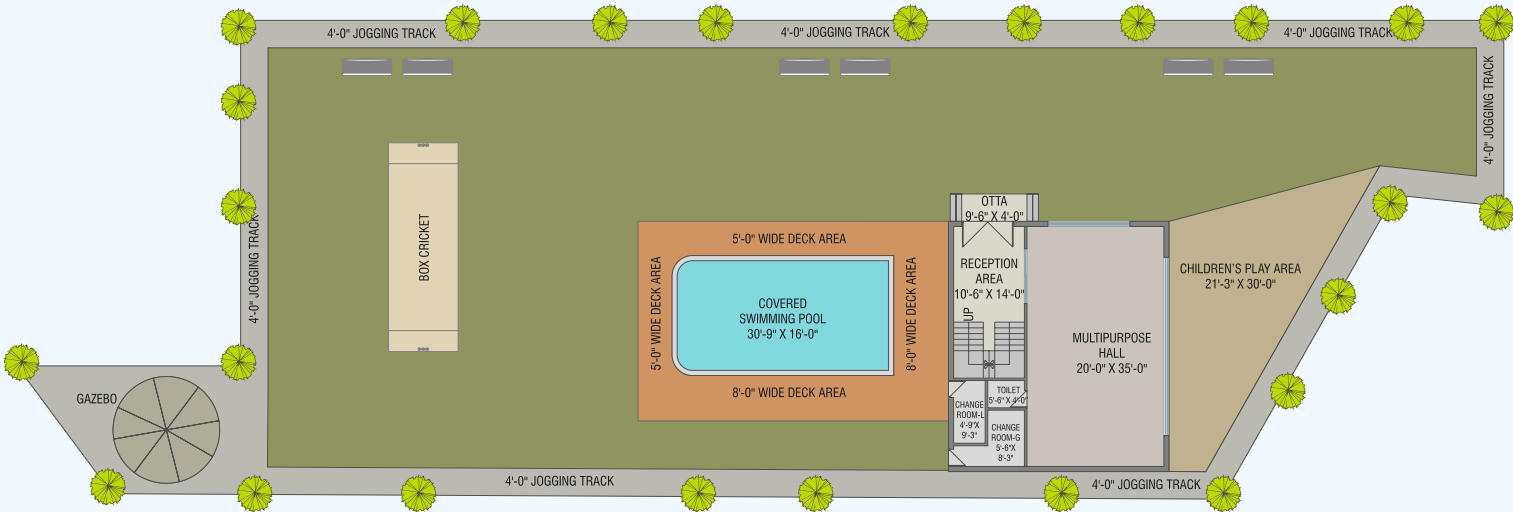 4'-0" JOGGING TRACK
4'-0" JOGGING TRACK
4'-0" JOGGING TRACK
4'-0" JOGGING TRACK
4'-0" JOGGING TRACK
BOX CRICKET
OTTA
9'-6" X 4'-0"
5'-0" WIDE DECK AREA
5'-0" WIDE DECK AREA
COVERED
SWIMMING POOL
30'-9" X 16'-0"
8'-0" WIDE DECK AREA
8'-0" WIDE DECK AREA
RECEPTION
AREA
10'-6" X 14'-0"
UP
CHILDREN'S PLAY AREA
21'-3" X 30'-0"
MULTIPURPOSE
HALL
20'-0" X 35'-0"
TOILET
5'-6" X 4'-0"
CHANGE
ROOM-L
4'-9"X
9'-3"
CHANGE
ROOM-G
5'-6"X
8'-3"
GAZEBO
4'-0" JOGGING TRACK
4'-0" JOGGING TRACK